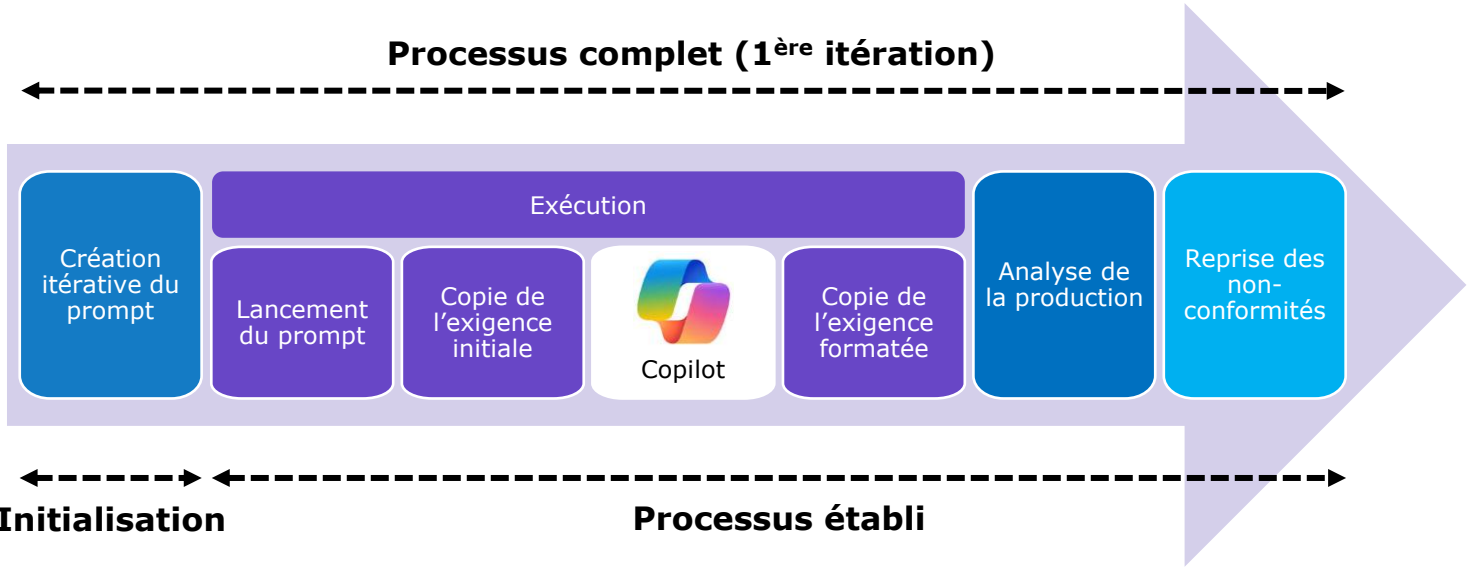 Processus complet (1ère itération)
Création
itérative du
prompt
Exécution
Lancement
du prompt
Copie de
l’exigence
initiale
Copilot
Copie de
l’exigence
formatée
Analyse de
la production
Reprise des
non-
conformités
Initialisation
Processus établi